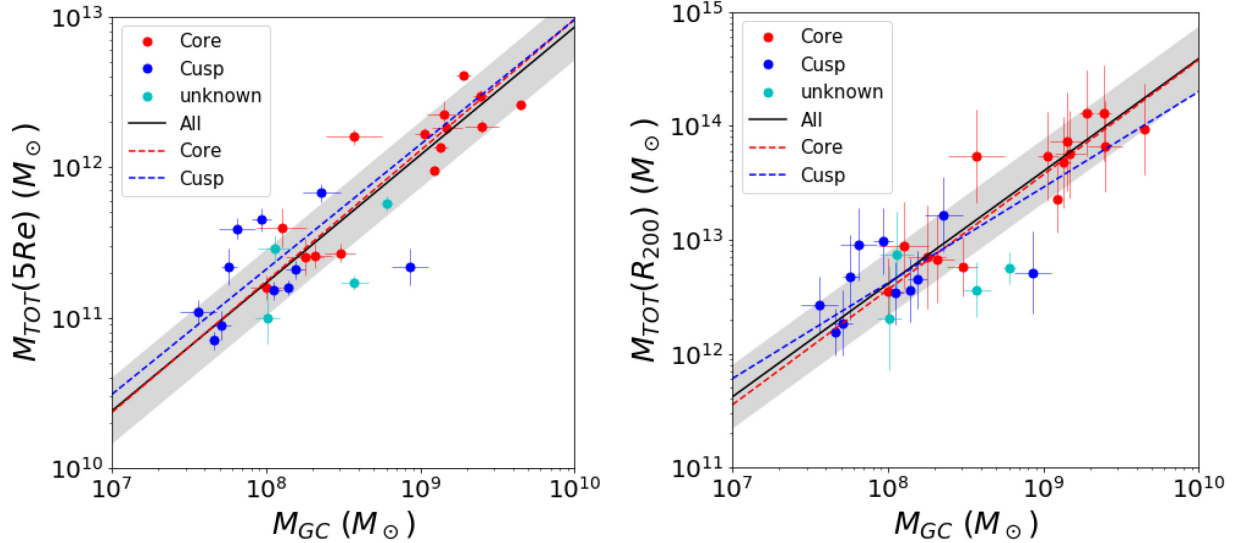 10^13
10^12
10^11
10^10
M_TOT(5Re) (M_⊙)
Core
Cusp
unknown
All
Core
Cusp
10^7 10^8 10^9 10^10
M_GC (M_⊙)
10^15
10^14
10^13
10^12
10^11
M_TOT(R_200) (M_⊙)
Core
Cusp
unknown
All
Core
Cusp
10^7 10^8 10^9 10^10
M_GC (M_⊙)